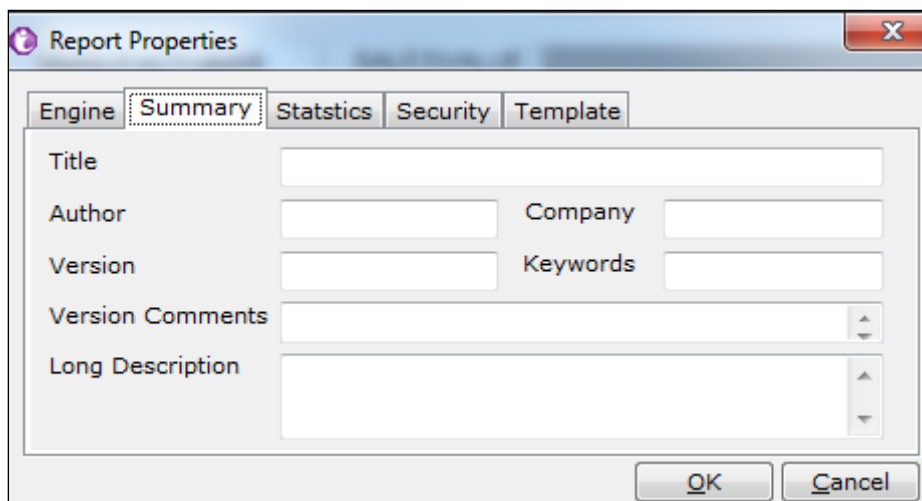 Report Properties
Engine Summary Statstics Security Template
Title
Author Company
Version Keywords
Version Comments
Long Description
OK Cancel